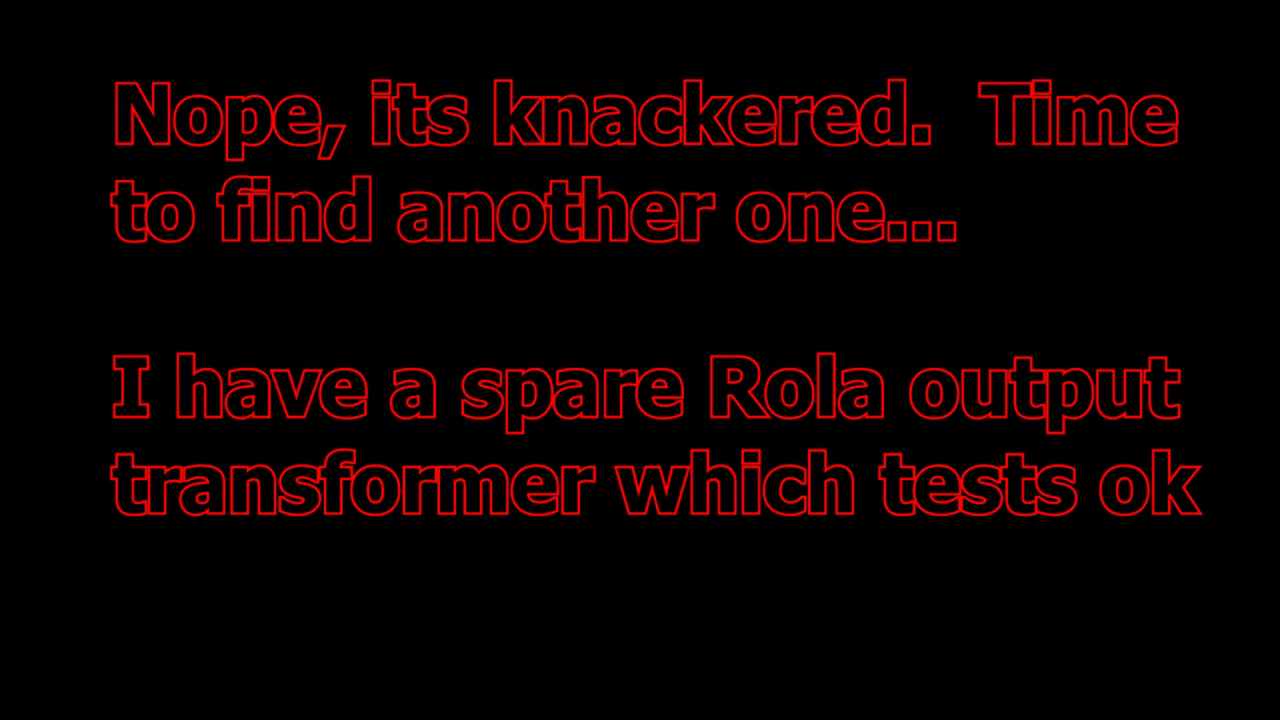 Nope, its knackered.  Time
to find another one...
I have a spare Rola output
transformer which tests ok